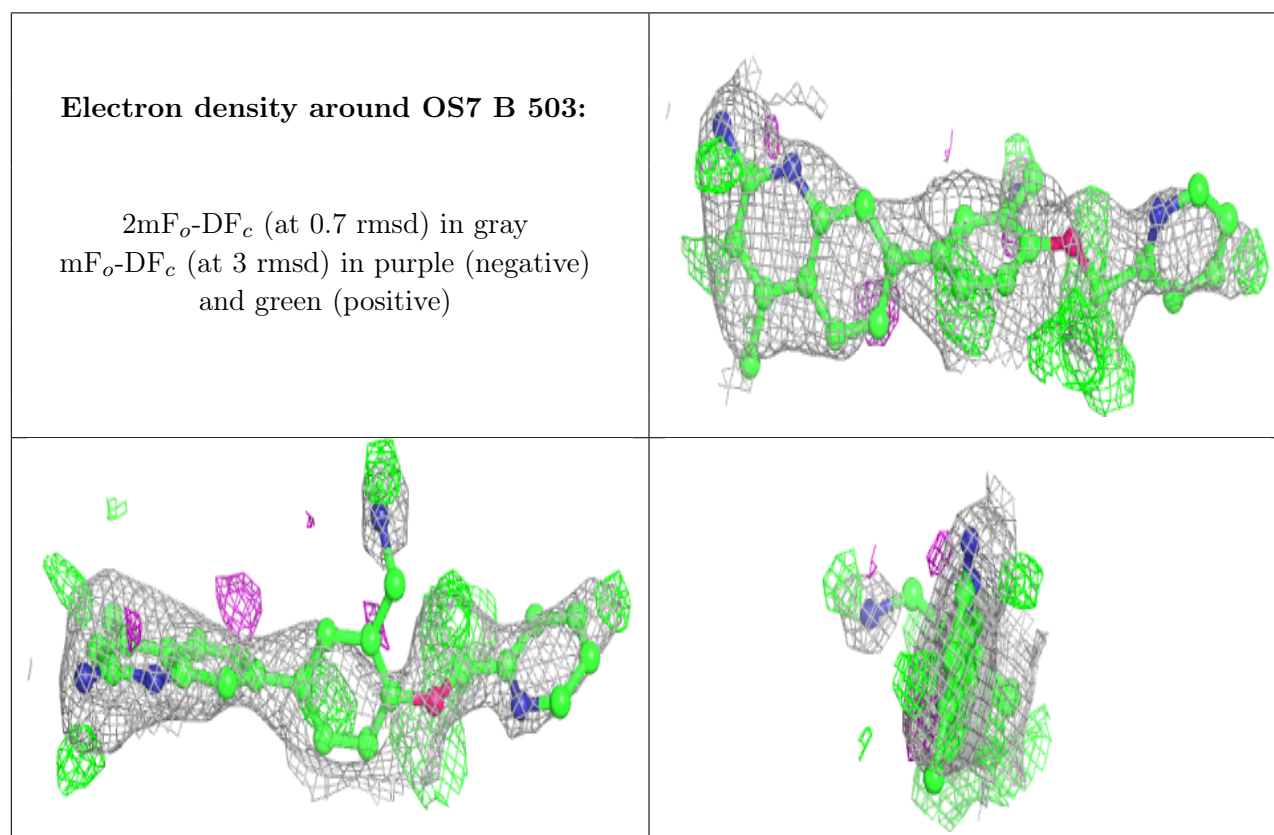 Electron density around OS7 B 503:
2mFo-DFc (at 0.7 rmsd) in gray
mFo-DFc (at 3 rmsd) in purple (negative)
and green (positive)